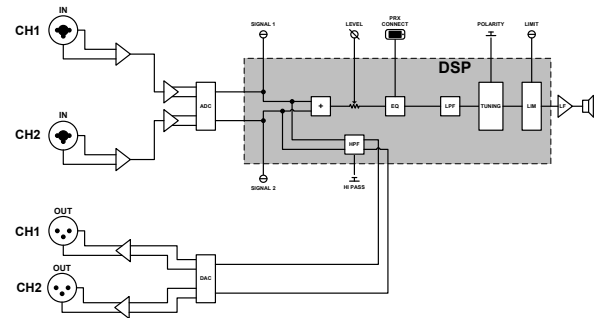 IN
CH1
SIGNAL 1
LEVEL
PRX
CONNECT
POLARITY
LIMIT
DSP
ADC
+
EQ
LPF
TUNING
LIM
LF
IN
CH2
HPF
SIGNAL 2
HI PASS
OUT
CH1
OUT
DAC
CH2